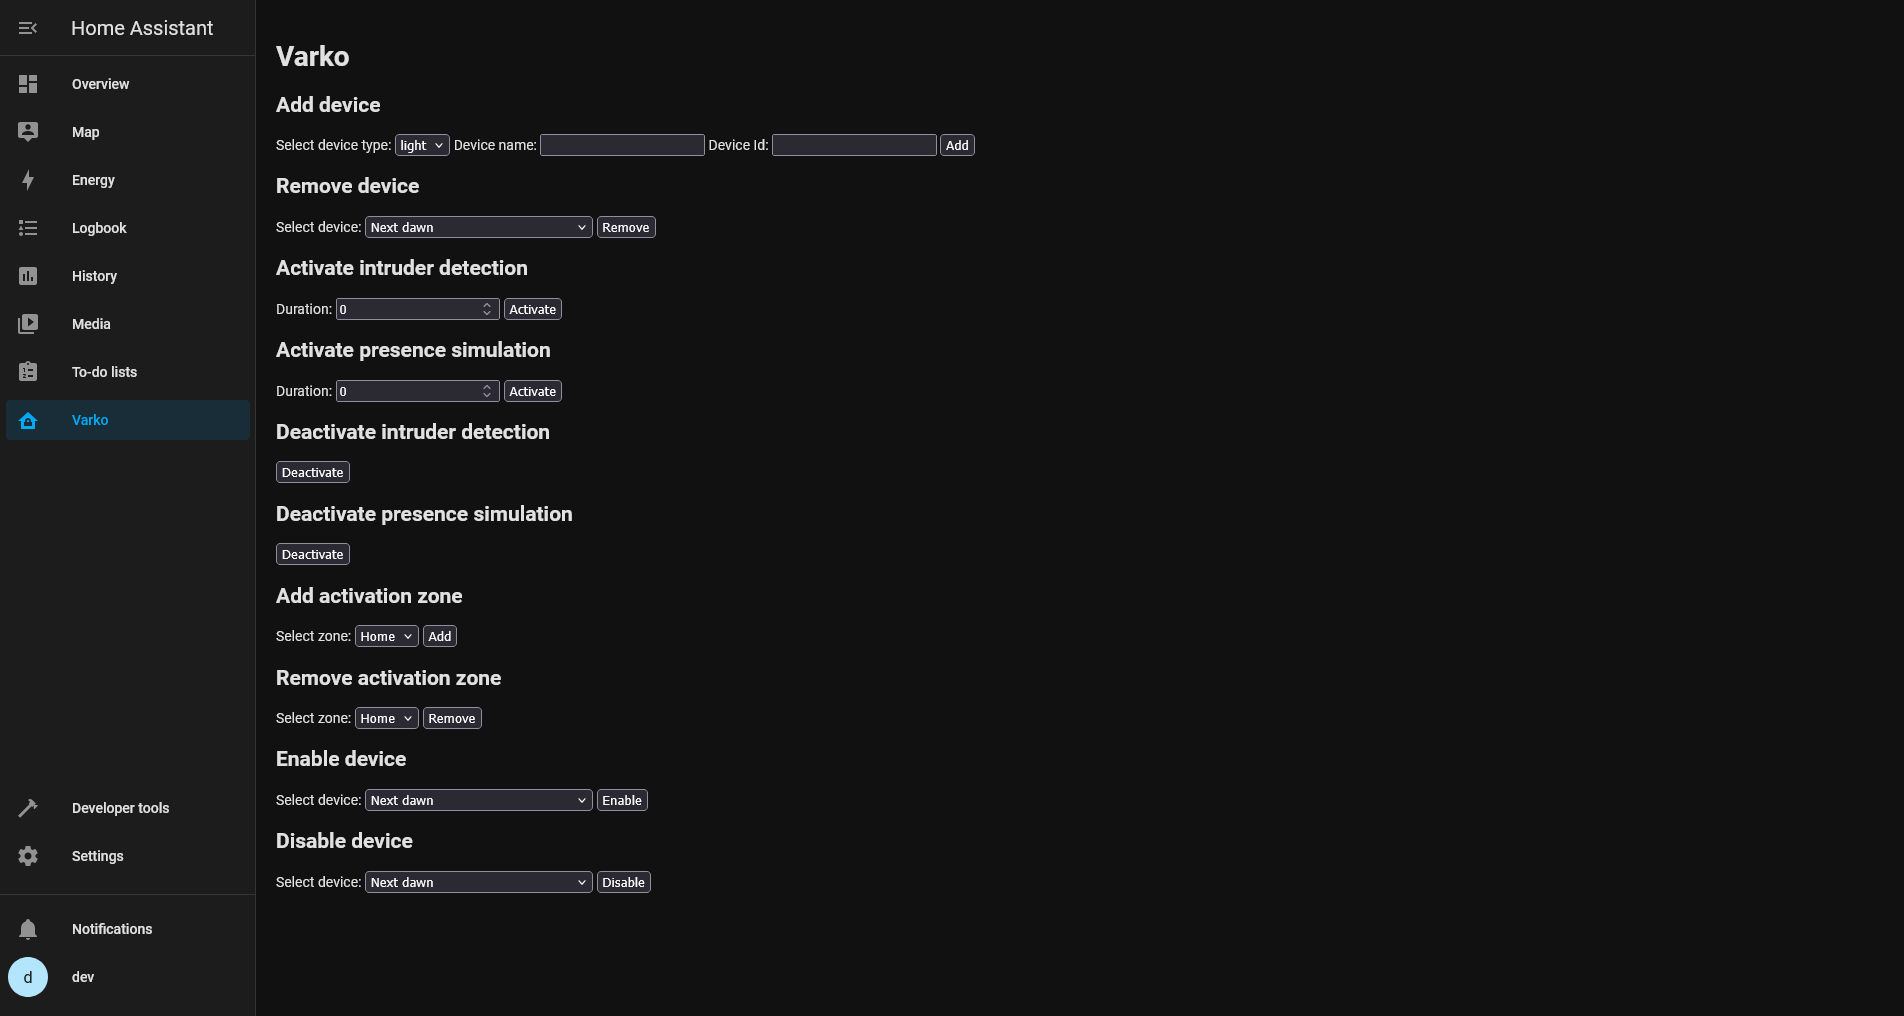 Home Assistant
Overview
Map
Energy
Logbook
History
Media
To-do lists
Varko
Developer tools
Settings
Notifications
d dev
Varko
Add device
Select device type: light Device name: Device Id: Add
Remove device
Select device: Next dawn Remove
Activate intruder detection
Duration: 0 Activate
Activate presence simulation
Duration: 0 Activate
Deactivate intruder detection
Deactivate
Deactivate presence simulation
Deactivate
Add activation zone
Select zone: Home Add
Remove activation zone
Select zone: Home Remove
Enable device
Select device: Next dawn Enable
Disable device
Select device: Next dawn Disable